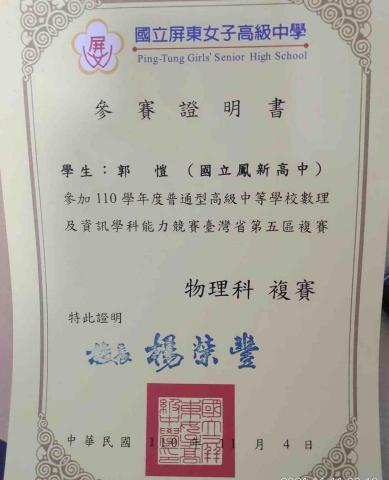 國立屏東女子高級中學
Ping-Tung Girls' Senior High School
參賽證明書
學生：郭 愷 （國立鳳新高中）
參加110學年度普通型高級中等學校數理
及資訊學科能力競賽臺灣省第五區複賽
物理科 複賽
特此證明
校長 楊榮豐
中華民國 110 年 11 月 4 日